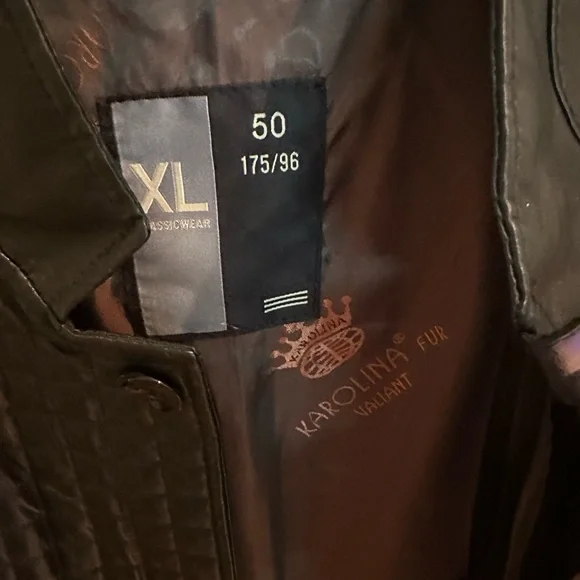 50
175/96
XL
ASSICWEAR
KAROLINA
KAROLINA® FUR
VALIANT